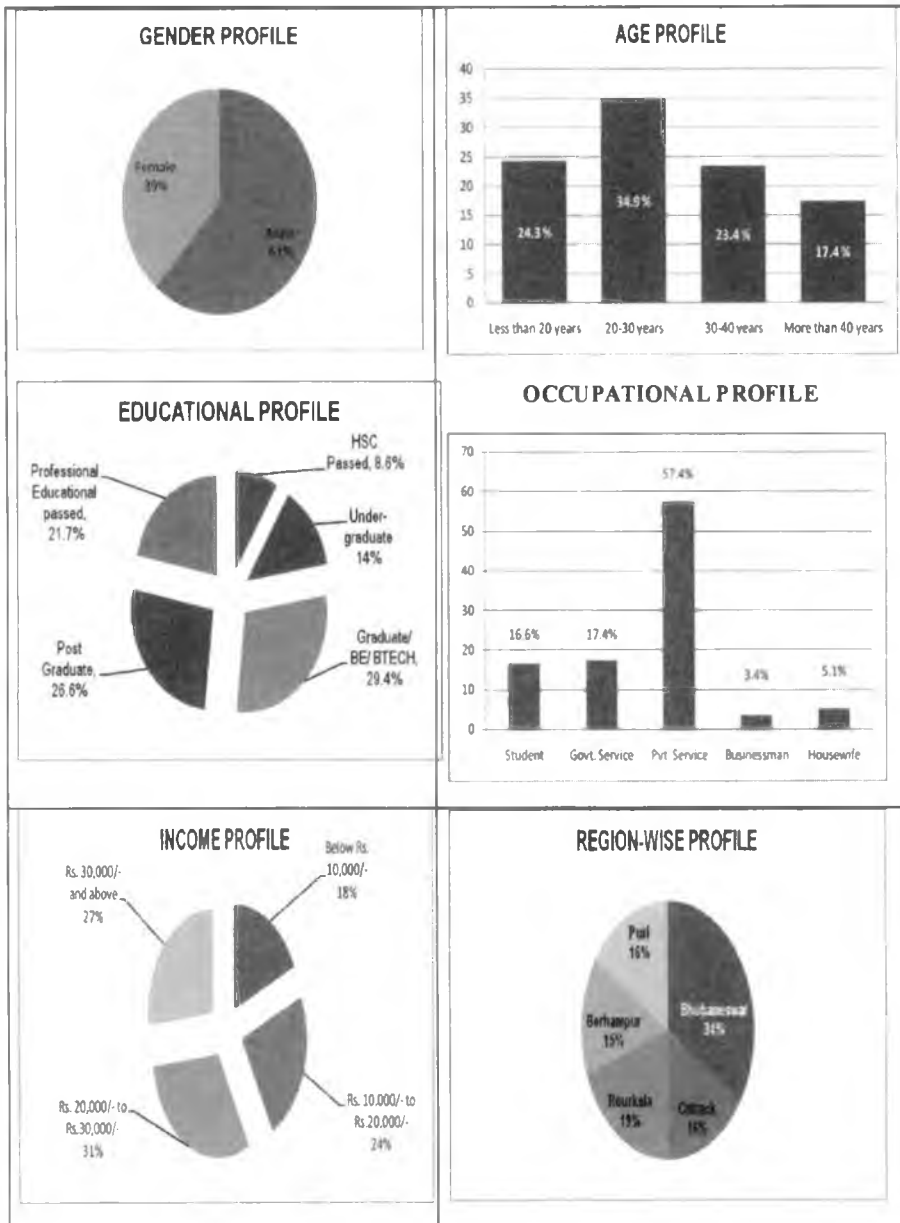 GENDER PROFILE
Female
39%
61%
AGE PROFILE
40
35
30
25
20
15
10
5
0
24.3%
34.9%
23.4%
17.4%
Less than 20 years
20-30 years
30-40 years
More than 40 years
EDUCATIONAL PROFILE
HSC
Passed, 8.6%
Under-
graduate
14%
Graduate/
BE/ BTECH,
29.4%
Post
Graduate,
26.6%
Professional
Educational
passed,
21.7%
OCCUPATIONAL PROFILE
70
60
50
40
30
20
10
0
16.6%
17.4%
57.4%
3.4%
5.1%
Student
Govt. Service
Pvt. Service
Businessman
Housewife
INCOME PROFILE
Below Rs.
10,000/-
18%
Rs. 10,000/- to
Rs.20,000/-
24%
Rs. 20,000/- to
Rs.30,000/-
31%
Rs. 30,000/-
and above
27%
REGION-WISE PROFILE
Puri
16%
Bhubaneswar
Berhampur
15%
Rourkela
19%
Cuttack
16%